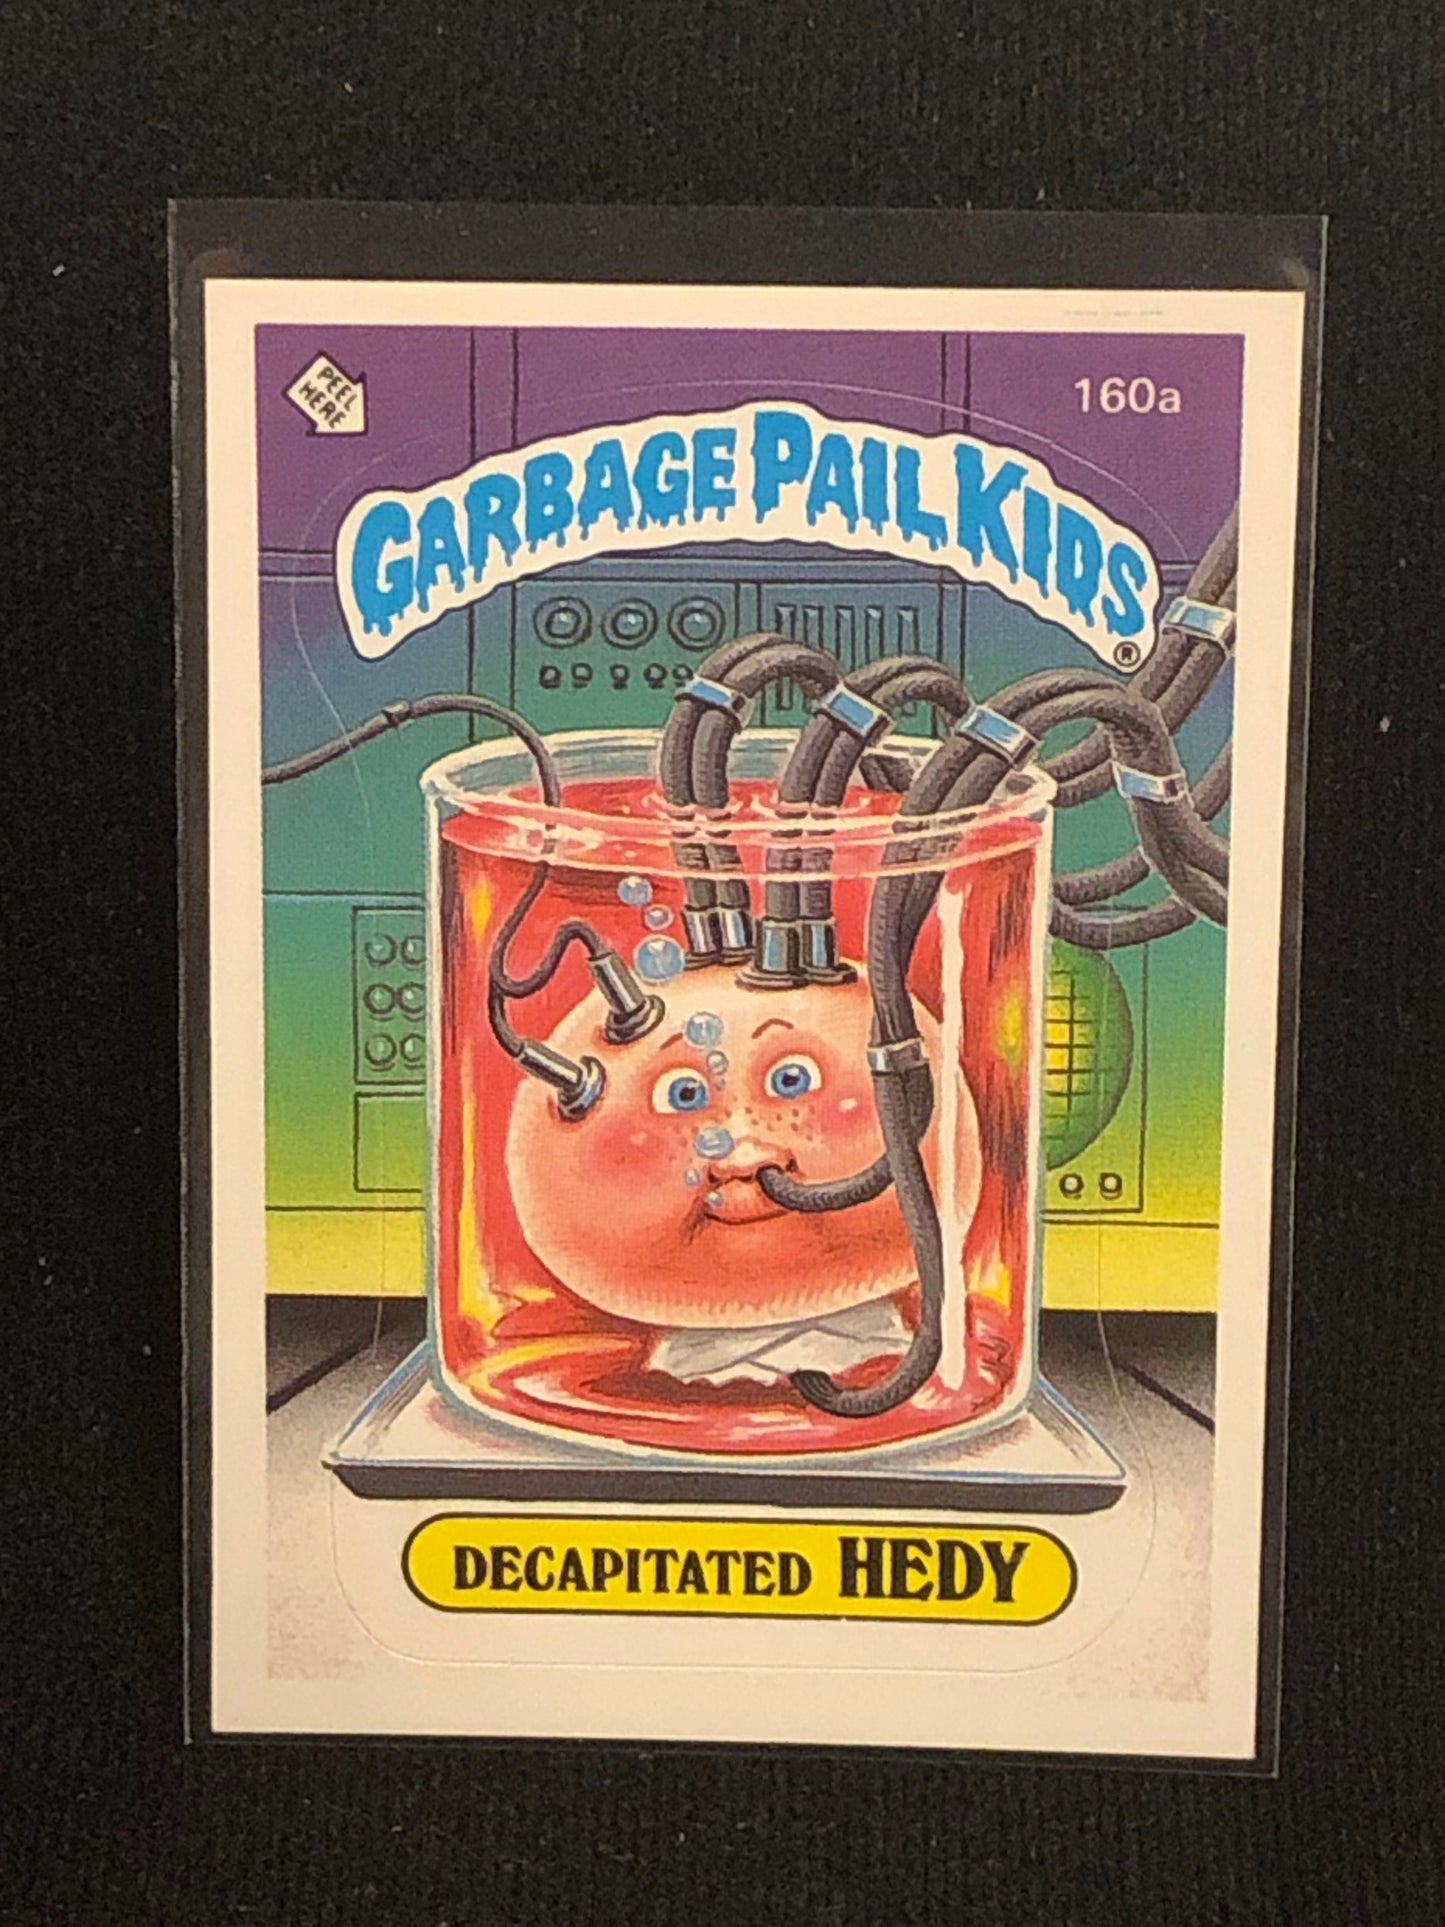 PEEL
HERE
160a
GARBAGE PAIL KIDS
®
DECAPITATED HEDY